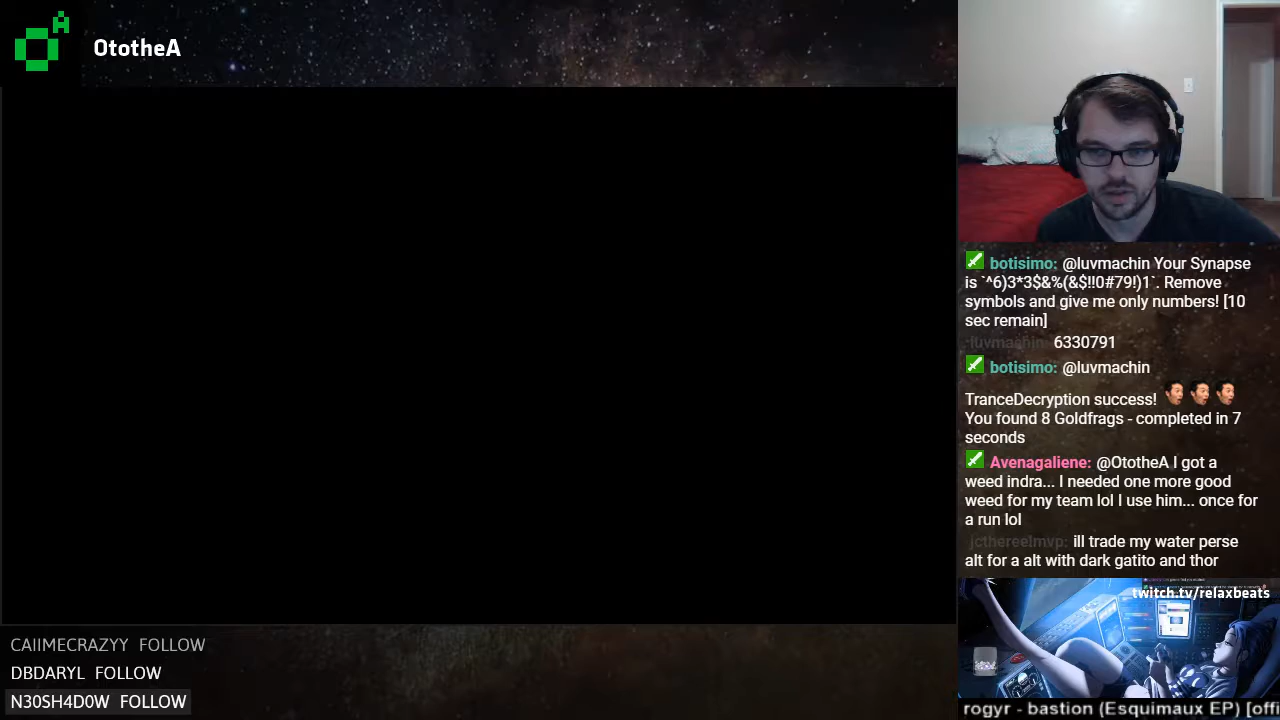 OtotheA
botisimo: @luvmachin Your Synapse
is `^6)3*3$&%(&$!!0#79!)1`. Remove
symbols and give me only numbers! [10
sec remain]
luvmachin: 6330791
botisimo: @luvmachin
TranceDecryption success!
You found 8 Goldfrags - completed in 7
seconds
Avenagaliene: @OtotheA I got a
weed indra... I needed one more good
weed for my team lol I use him... once for
a run lol
jcthereelmvp: ill trade my water perse
alt for a alt with dark gatito and thor
twitch.tv/relaxbeats
rogyr - bastion (Esquimaux EP) [offi
CAIIMECRAZYY FOLLOW
DBDARYL FOLLOW
N30SH4D0W FOLLOW